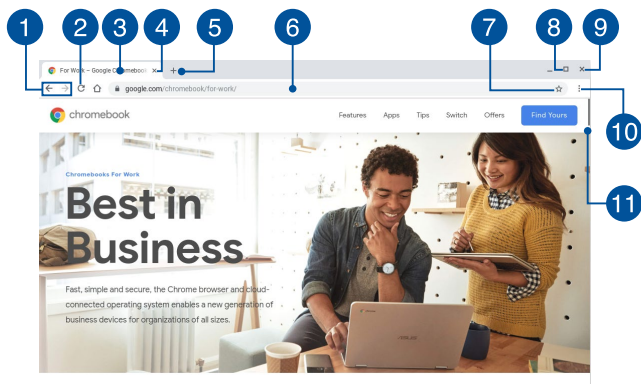 1 2 3 4 5 6 7 8 9
For Work – Google Chromebook
google.com/chromebook/for-work/
10
chromebook Features Apps Tips Switch Offers Find Yours
11
Chromebooks For Work
Best in
Business
Fast, simple and secure, the Chrome browser and cloud-
connected operating system enables a new generation of
business devices for organizations of all sizes.
ASUS